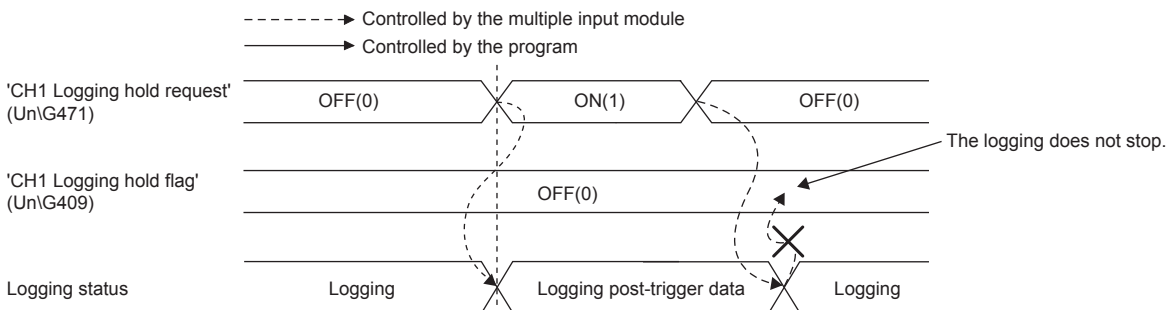 Controlled by the multiple input module
Controlled by the program
'CH1 Logging hold request'
(Un\G471)
OFF(0)
ON(1)
OFF(0)
The logging does not stop.
'CH1 Logging hold flag'
(Un\G409)
OFF(0)
Logging status
Logging
Logging post-trigger data
Logging